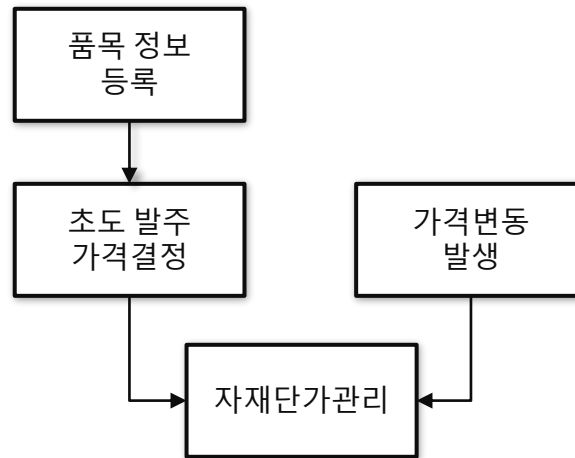 품목 정보
등록
초도 발주
가격결정
가격변동
발생
자재단가관리